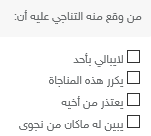 من وقع منه التناجي عليه أن:
لايبالي بأحد
يكرر هذه المناجاة
يعتذر من أخيه
يبين له ماكان من نجوى